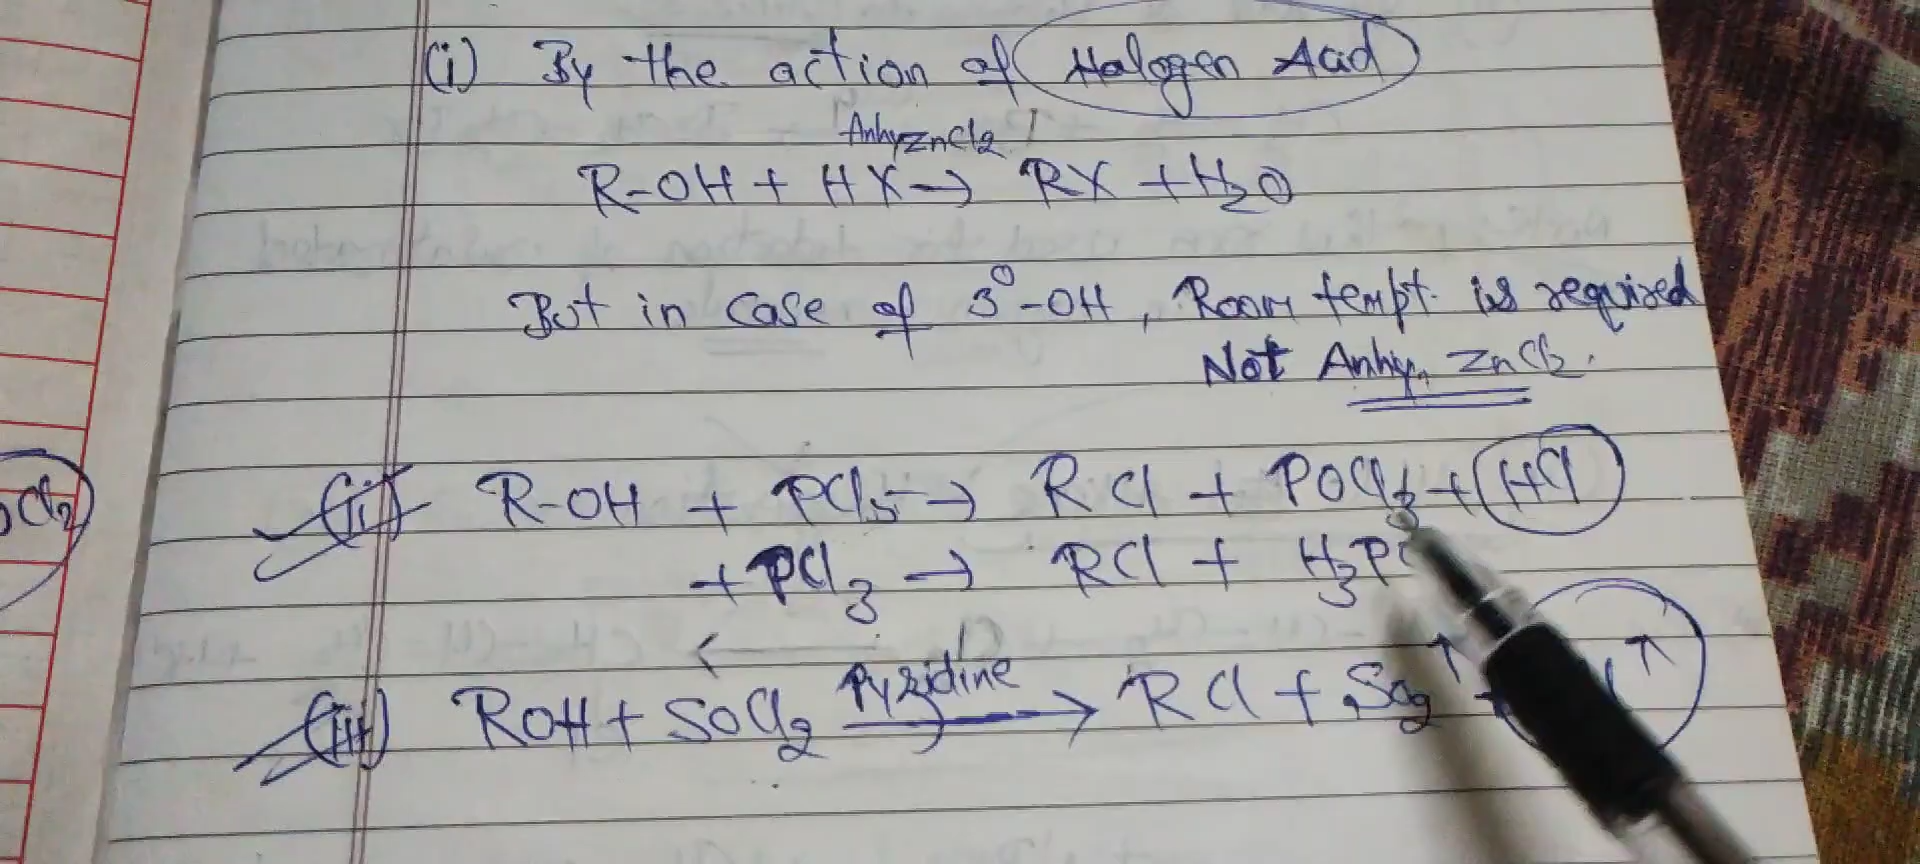 (i) By the action of Halogen Acid
Anhy ZnCl2
R-OH + HX → RX + H2O
But in case of 3°-OH, Room tempt. is required
Not Anhy. ZnCl2.
(ii) R-OH + PCl5 → RCl + POCl3 + HCl
+ PCl3 → RCl + H3P
(iii) ROH + SOCl2 Pyridine → RCl + SO2 ↑ + ↑
OCl2